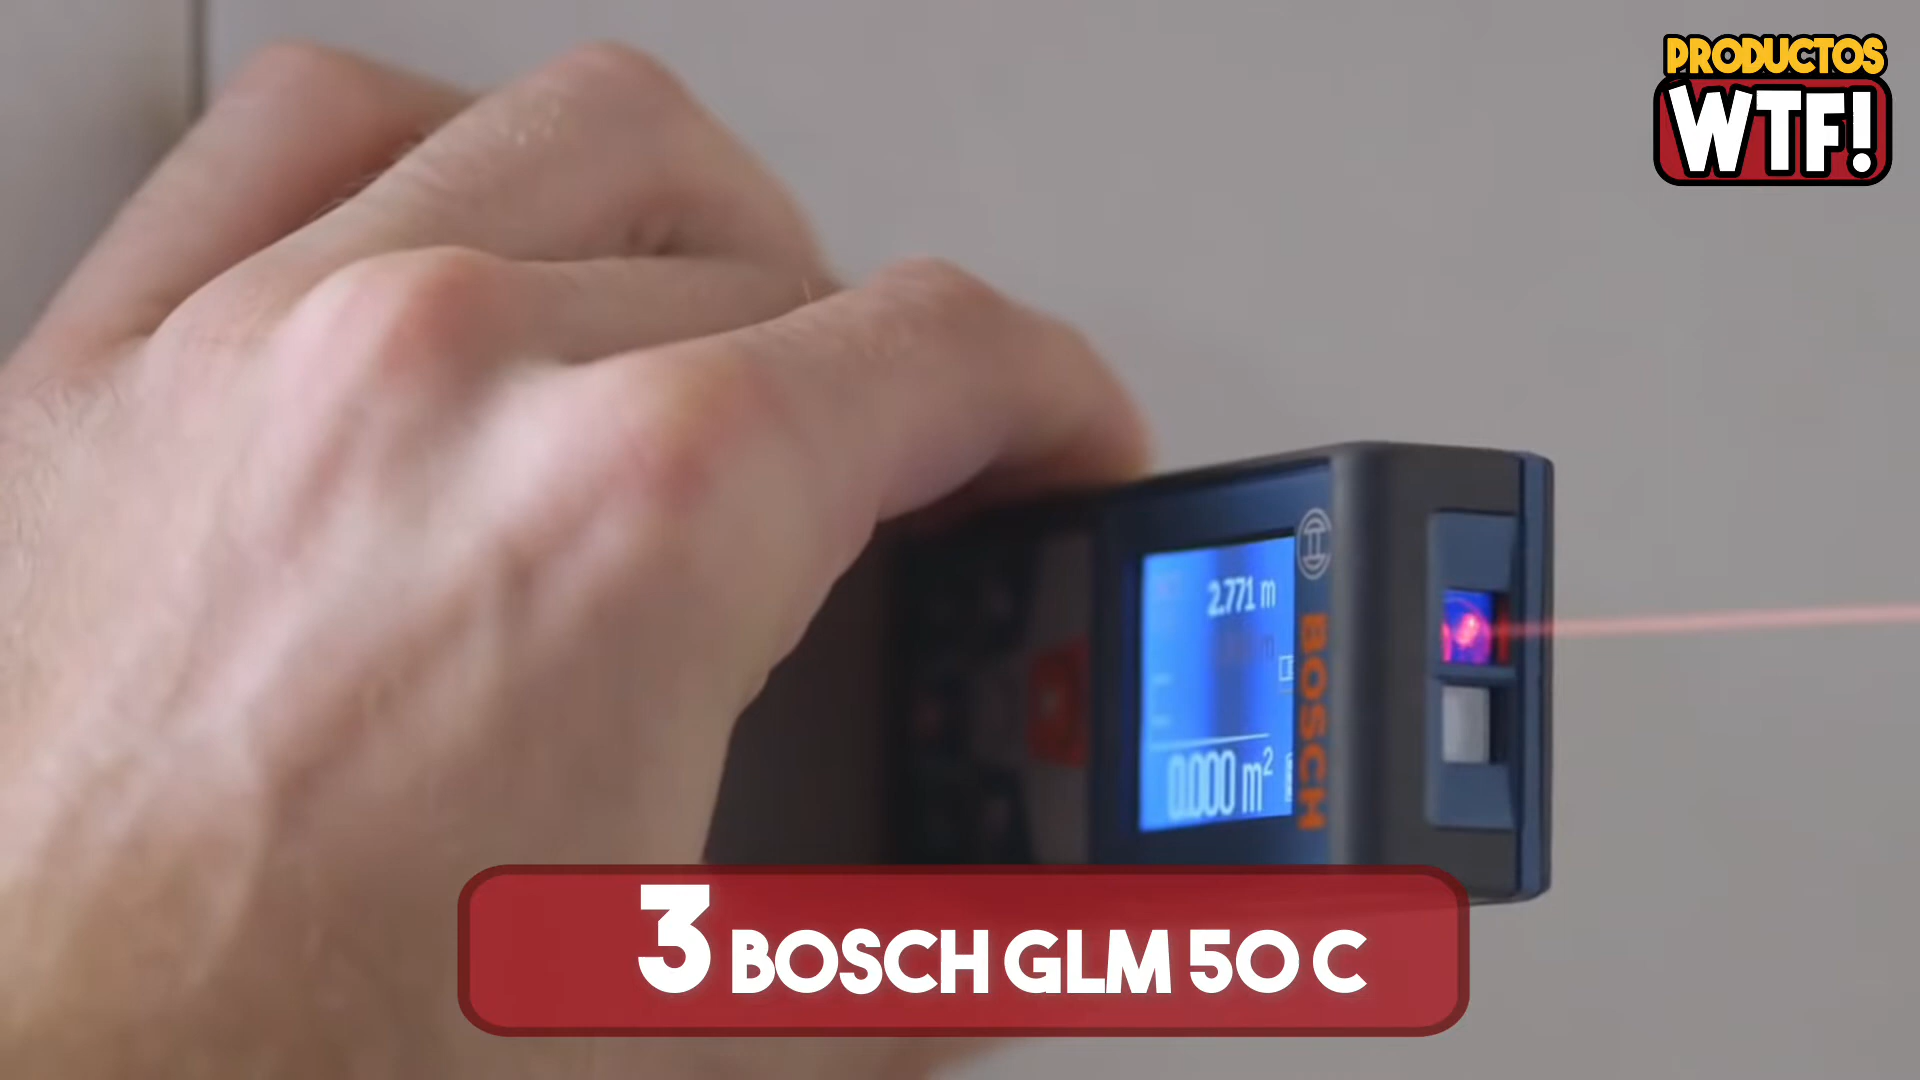 PRODUCTOS
WTF!
2.771 m
0.000 m²
BOSCH
3 BOSCH GLM 50 C